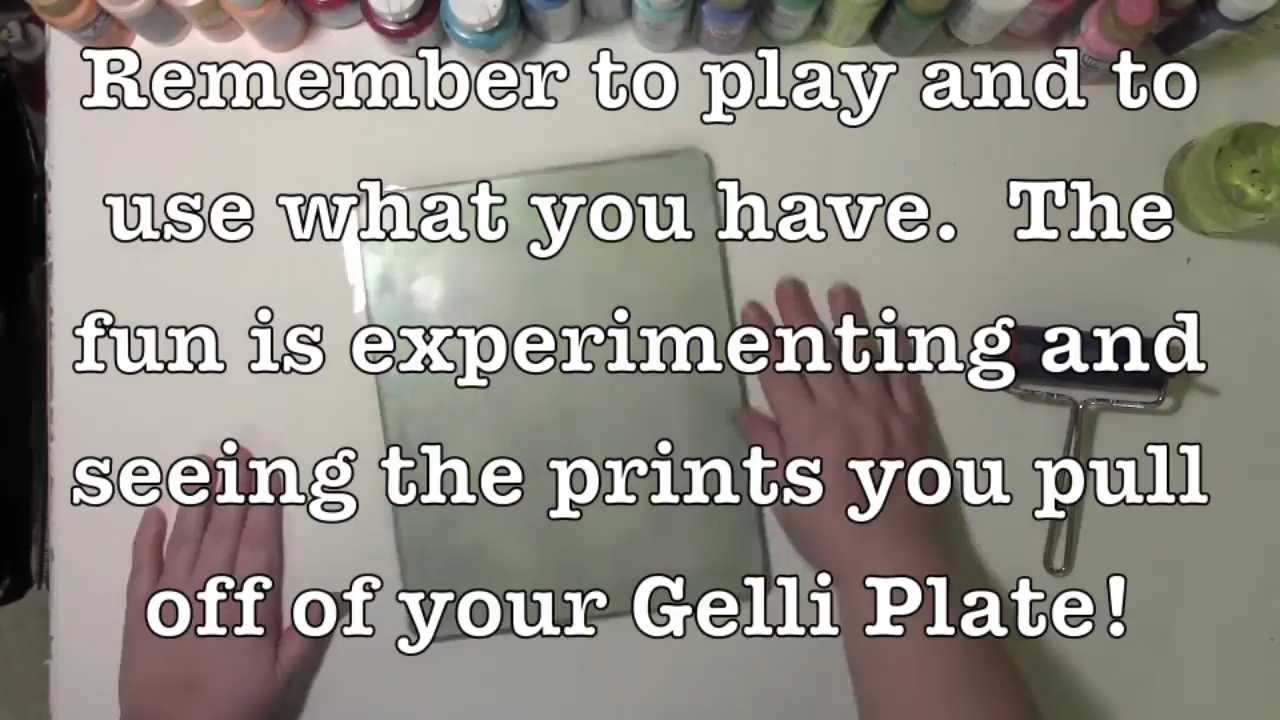 Remember to play and to
use what you have.  The
fun is experimenting and
seeing the prints you pull
off of your Gelli Plate!